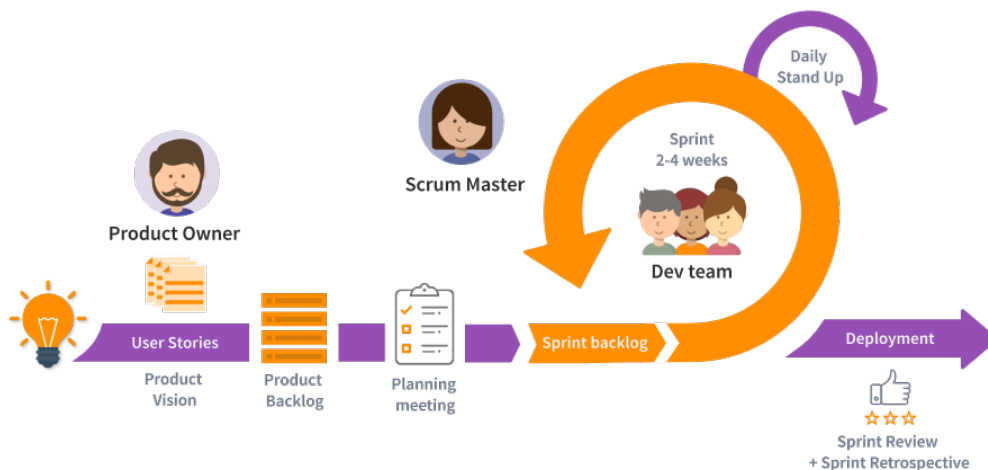 Daily
Stand Up
Sprint
2-4 weeks
Scrum Master
Product Owner
Dev team
User Stories
Sprint backlog
Deployment
Product
Vision
Product
Backlog
Planning
meeting
Sprint Review
+ Sprint Retrospective